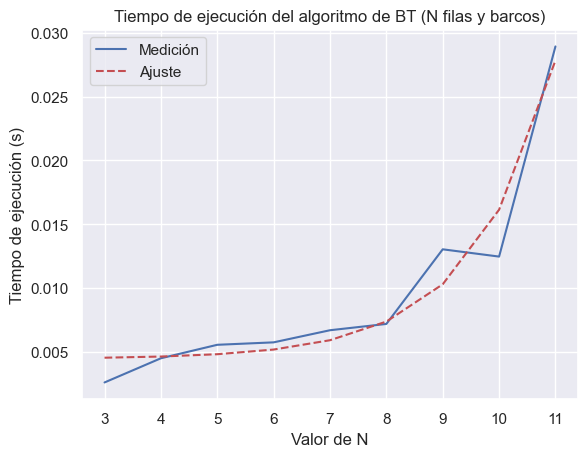 Tiempo de ejecución del algoritmo de BT (N filas y barcos)
Medición
Ajuste
Tiempo de ejecución (s)
0.030
0.025
0.020
0.015
0.010
0.005
3 4 5 6 7 8 9 10 11
Valor de N